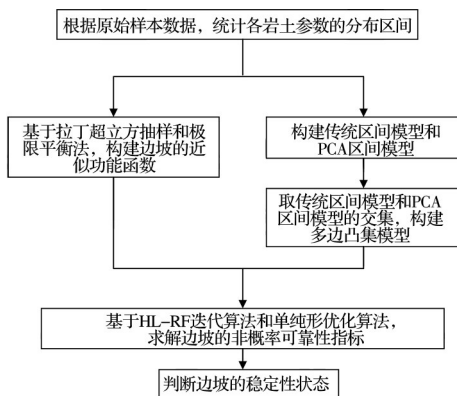 根据原始样本数据，统计各岩土参数的分布区间
基于拉丁超立方抽样和极
限平衡法，构建边坡的近
似功能函数
构建传统区间模型和
PCA区间模型
取传统区间模型和PCA
区间模型的交集，构建
多边凸集模型
基于HL-RF迭代算法和单纯形优化算法，
求解边坡的非概率可靠性指标
判断边坡的稳定性状态